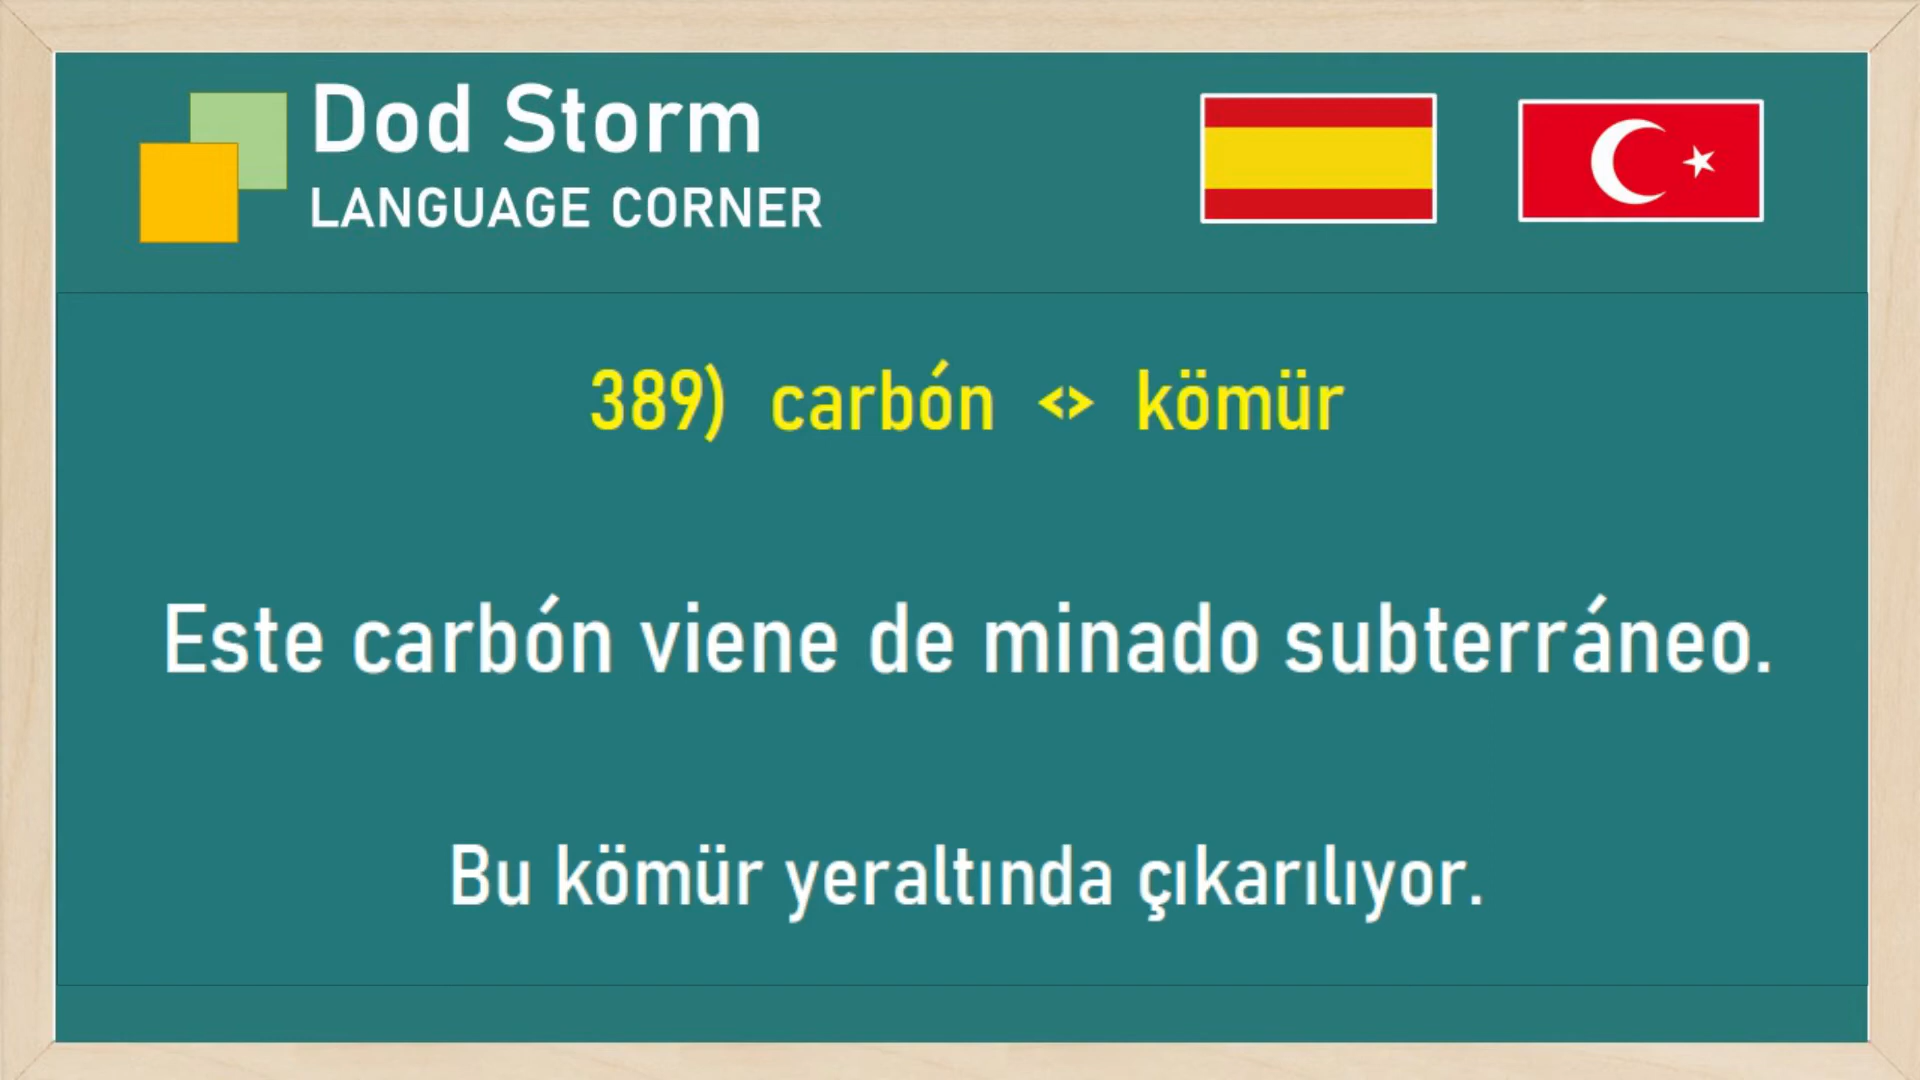 Dod Storm
LANGUAGE CORNER
389) carbón <> kömür
Este carbón viene de minado subterráneo.
Bu kömür yeraltında çıkarılıyor.